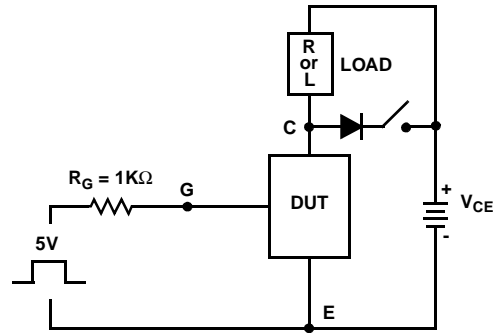 R
or
L
LOAD
C
R_G = 1KΩ
G
DUT
+
V_CE
-
5V
E